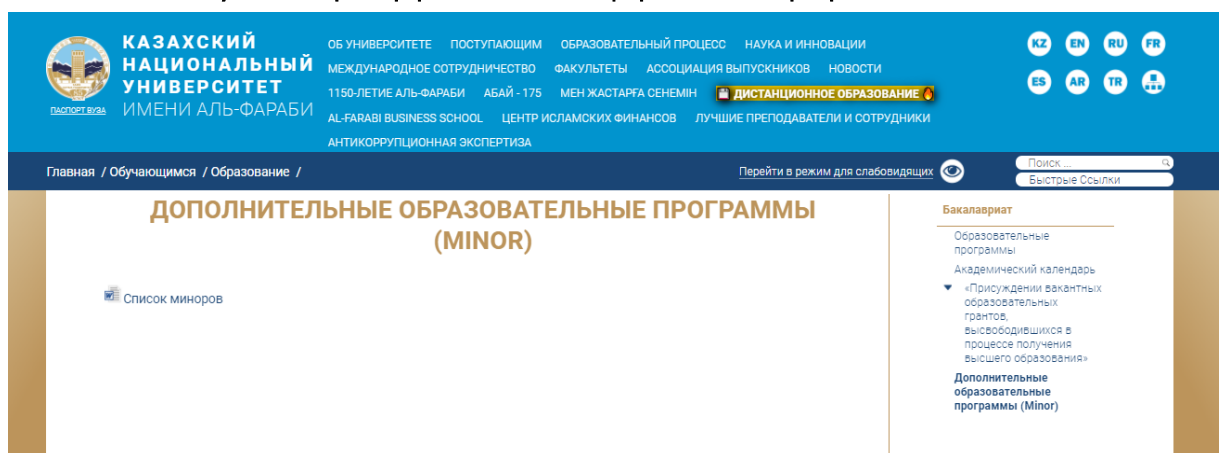 КАЗАХСКИЙ
НАЦИОНАЛЬНЫЙ
УНИВЕРСИТЕТ
ИМЕНИ АЛЬ-ФАРАБИ
ПАСПОРТ ВУЗА
ОБ УНИВЕРСИТЕТЕ ПОСТУПАЮЩИМ ОБРАЗОВАТЕЛЬНЫЙ ПРОЦЕСС НАУКА И ИННОВАЦИИ
МЕЖДУНАРОДНОЕ СОТРУДНИЧЕСТВО ФАКУЛЬТЕТЫ АССОЦИАЦИЯ ВЫПУСКНИКОВ НОВОСТИ
1150-ЛЕТИЕ АЛЬ-ФАРАБИ АБАЙ - 175 МЕН ЖАСТАРҒА СЕНЕМІН ДИСТАНЦИОННОЕ ОБРАЗОВАНИЕ
AL-FARABI BUSINESS SCHOOL ЦЕНТР ИСЛАМСКИХ ФИНАНСОВ ЛУЧШИЕ ПРЕПОДАВАТЕЛИ И СОТРУДНИКИ
АНТИКОРРУПЦИОННАЯ ЭКСПЕРТИЗА
KZ EN RU FR
ES AR TR
Главная / Обучающимся / Образование /
Перейти в режим для слабовидящих
Поиск ...
Быстрые Ссылки
ДОПОЛНИТЕЛЬНЫЕ ОБРАЗОВАТЕЛЬНЫЕ ПРОГРАММЫ
(MINOR)
Список миноров
Бакалавриат
Образовательные
программы
Академический календарь
«Присуждении вакантных
образовательных
грантов,
высвободившихся в
процессе получения
высшего образования»
Дополнительные
образовательные
программы (Minor)